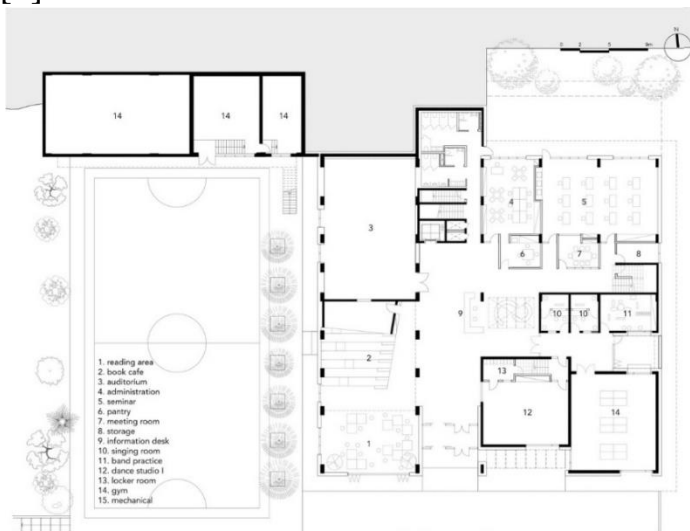 N
14
14
14
4
5
3
6
7
8
9
10
10
11
2
13
12
14
1
1. reading area
2. book cafe
3. auditorium
4. administration
5. seminar
6. pantry
7. meeting room
8. storage
9. information desk
10. singing room
11. band practice
12. dance studio I
13. locker room
14. gym
15. mechanical